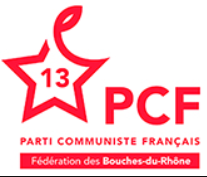 13
PCF
PARTI COMMUNISTE FRANÇAIS
Fédération des Bouches-du-Rhône